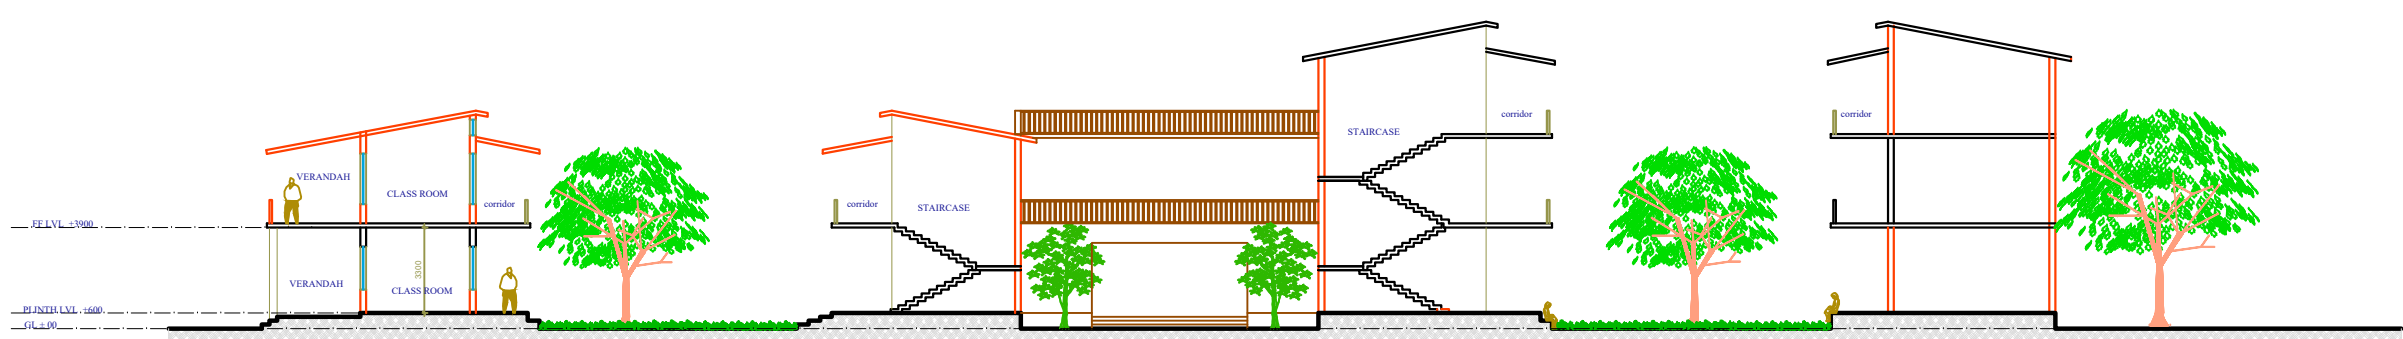 VERANDAH
CLASS ROOM
corridor
FF LVL +3900
VERANDAH
CLASS ROOM
3300
PLINTH LVL +600
GL ± 00
corridor
STAIRCASE
STAIRCASE
corridor
corridor